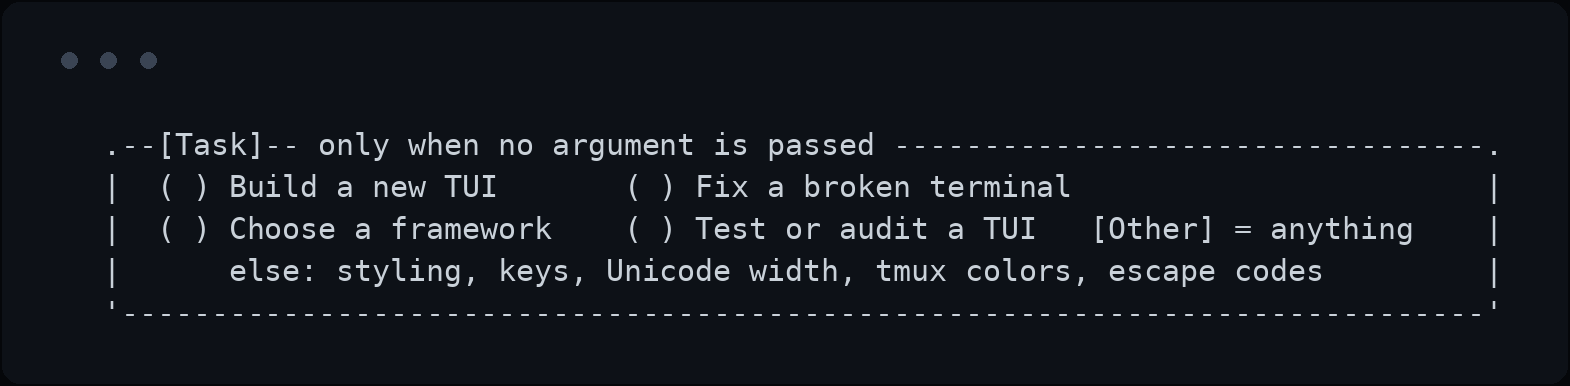 .--[Task]-- only when no argument is passed ---------------------------------.
|  ( ) Build a new TUI       ( ) Fix a broken terminal                       |
|  ( ) Choose a framework    ( ) Test or audit a TUI   [Other] = anything    |
|      else: styling, keys, Unicode width, tmux colors, escape codes         |
'----------------------------------------------------------------------------'